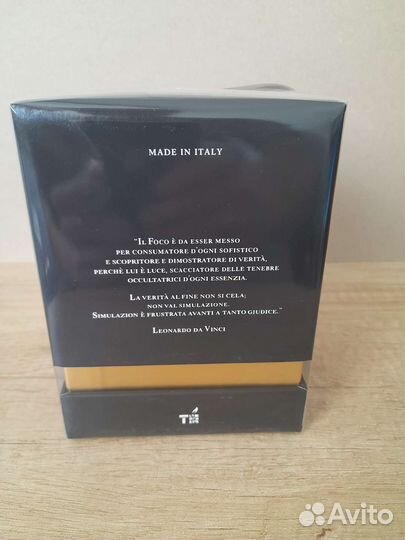 MADE IN ITALY
"IL FOCO È DA ESSER MESSO
PER CONSUMATORE D'OGNI SOFISTICO
E SCOPRITORE E DIMOSTRATORE DI VERITÀ,
PERCHÈ LUI È LUCE, SCACCIATORE DELLE TENEBRE
OCCULTATRICI D'OGNI ESSENZIA.
LA VERITÀ AL FINE NON SI CELA;
NON VAL SIMULAZIONE.
SIMULAZION È FRUSTRATA AVANTI A TANTO GIUDICE."
LEONARDO DA VINCI
Avito